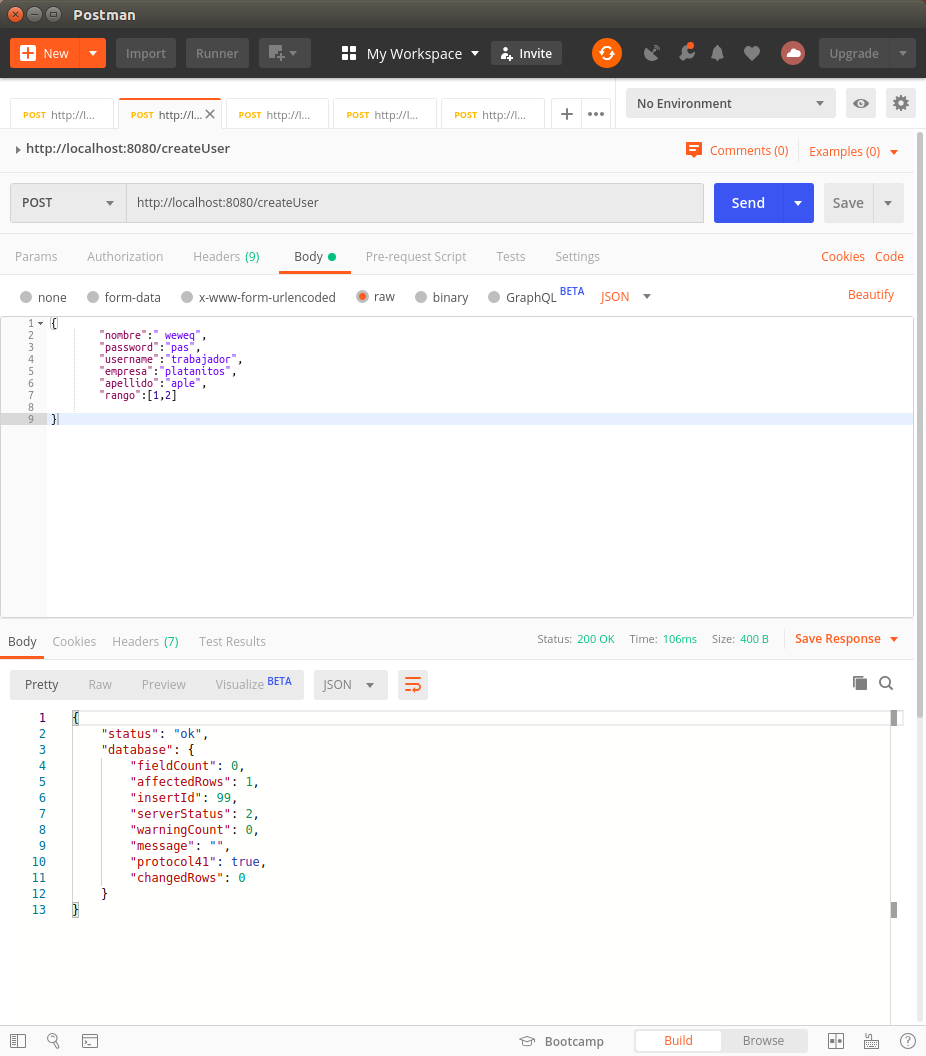 Postman
New Import Runner My Workspace Invite Upgrade
POST http://l... POST http://l... POST http://l... POST http://l... POST http://l... No Environment
http://localhost:8080/createUser Comments (0) Examples (0)
POST http://localhost:8080/createUser Send Save
Params Authorization Headers (9) Body Pre-request Script Tests Settings Cookies Code
none form-data x-www-form-urlencoded raw binary GraphQL BETA JSON Beautify
1 {
2 "nombre":" weweq",
3 "password":"pas",
4 "username":"trabajador",
5 "empresa":"platanitos",
6 "apellido":"aple",
7 "rango":[1,2]
8
9 }
Body Cookies Headers (7) Test Results Status: 200 OK Time: 106ms Size: 400 B Save Response
Pretty Raw Preview Visualize BETA JSON
1 {
2 "status": "ok",
3 "database": {
4 "fieldCount": 0,
5 "affectedRows": 1,
6 "insertId": 99,
7 "serverStatus": 2,
8 "warningCount": 0,
9 "message": "",
10 "protocol41": true,
11 "changedRows": 0
12 }
13 }
Bootcamp Build Browse